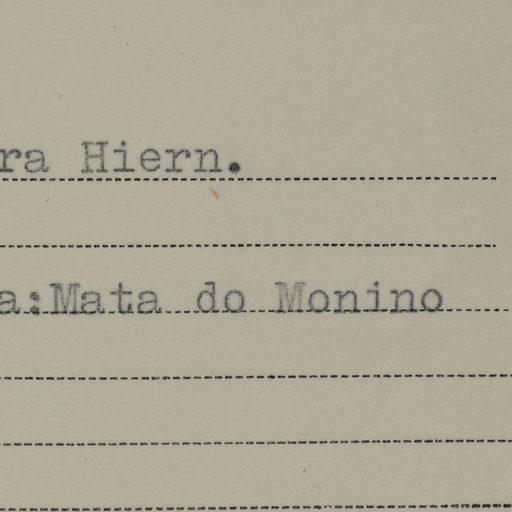 ra Hiern.
a:Mata do Monino